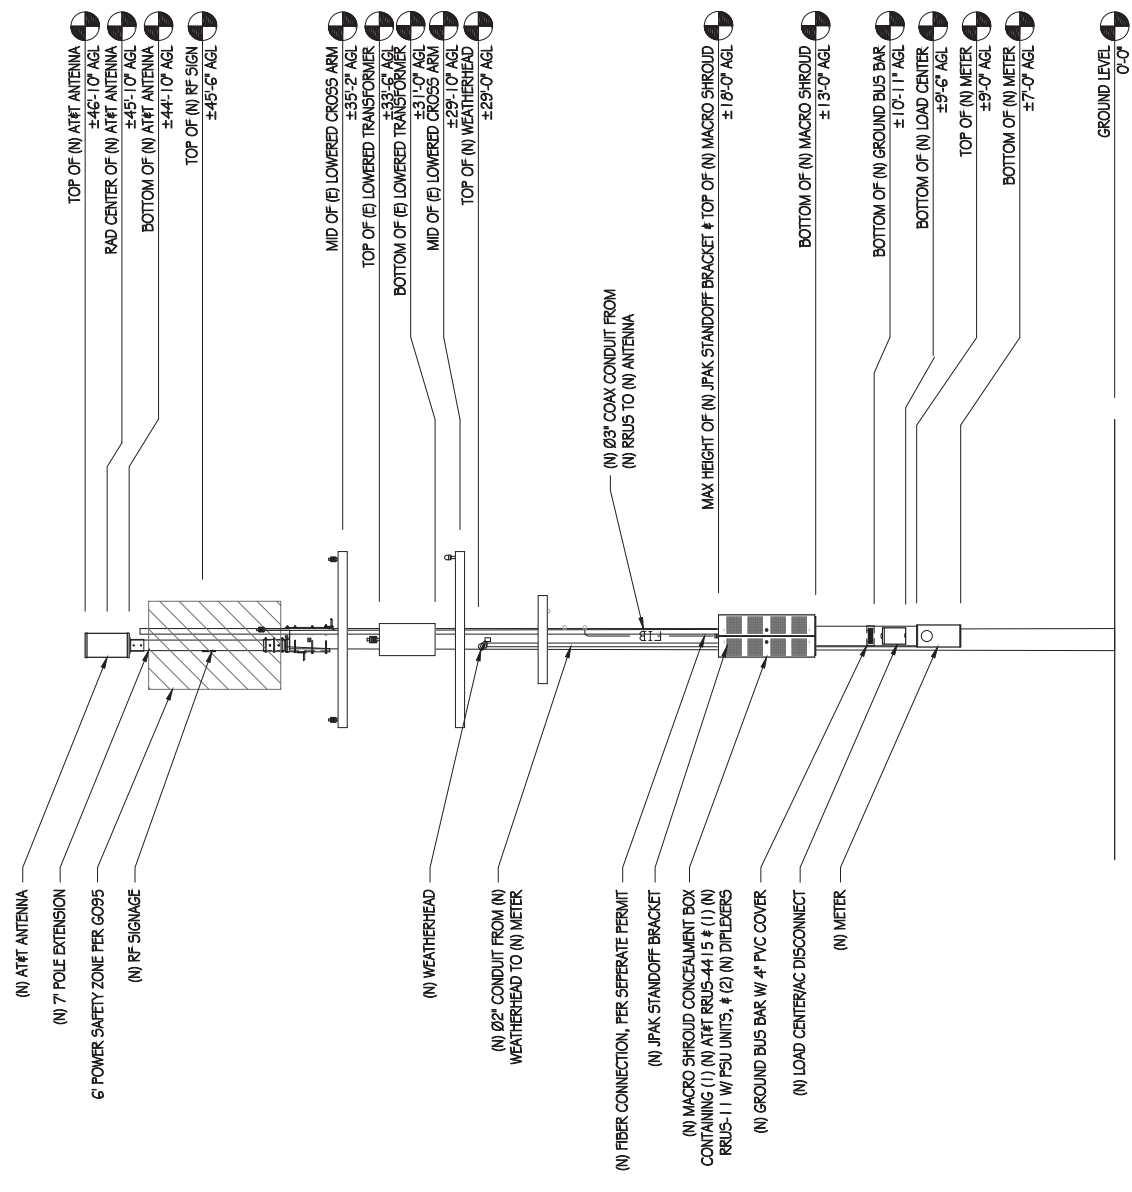 TOP OF (N) AT&T ANTENNA
±46'-10" AGL
RAD CENTER OF (N) AT&T ANTENNA
±45'-10" AGL
BOTTOM OF (N) AT&T ANTENNA
±44'-10" AGL
TOP OF (N) RF SIGN
±45'-6" AGL
MID OF (E) LOWERED CROSS ARM
±35'-2" AGL
TOP OF (E) LOWERED TRANSFORMER
±33'-6" AGL
BOTTOM OF (E) LOWERED TRANSFORMER
±31'-0" AGL
MID OF (E) LOWERED CROSS ARM
±29'-10" AGL
TOP OF (N) WEATHERHEAD
±29'-0" AGL
MAX HEIGHT OF (N) JPAK STANDOFF BRACKET & TOP OF (N) MACRO SHROUD
±18'-0" AGL
BOTTOM OF (N) MACRO SHROUD
±13'-0" AGL
BOTTOM OF (N) GROUND BUS BAR
±10'-11" AGL
BOTTOM OF (N) LOAD CENTER
±9'-6" AGL
TOP OF (N) METER
±9'-0" AGL
BOTTOM OF (N) METER
±7'-0" AGL
GROUND LEVEL
0'-0"
(N) Ø3" COAX CONDUIT FROM
(N) RRUS TO (N) ANTENNA
FIB
(N) AT&T ANTENNA
(N) 7' POLE EXTENSION
6' POWER SAFETY ZONE PER GO95
(N) RF SIGNAGE
(N) WEATHERHEAD
(N) Ø2" CONDUIT FROM (N)
WEATHERHEAD TO (N) METER
(N) FIBER CONNECTION, PER SEPERATE PERMIT
(N) JPAK STANDOFF BRACKET
(N) MACRO SHROUD CONCEALMENT BOX
CONTAINING (1) (N) AT&T RRUS-4415 & (1) (N)
RRUS-11 W/ PSU UNITS, & (2) (N) DIPLEXERS
(N) GROUND BUS BAR W/ 4" PVC COVER
(N) LOAD CENTER/AC DISCONNECT
(N) METER